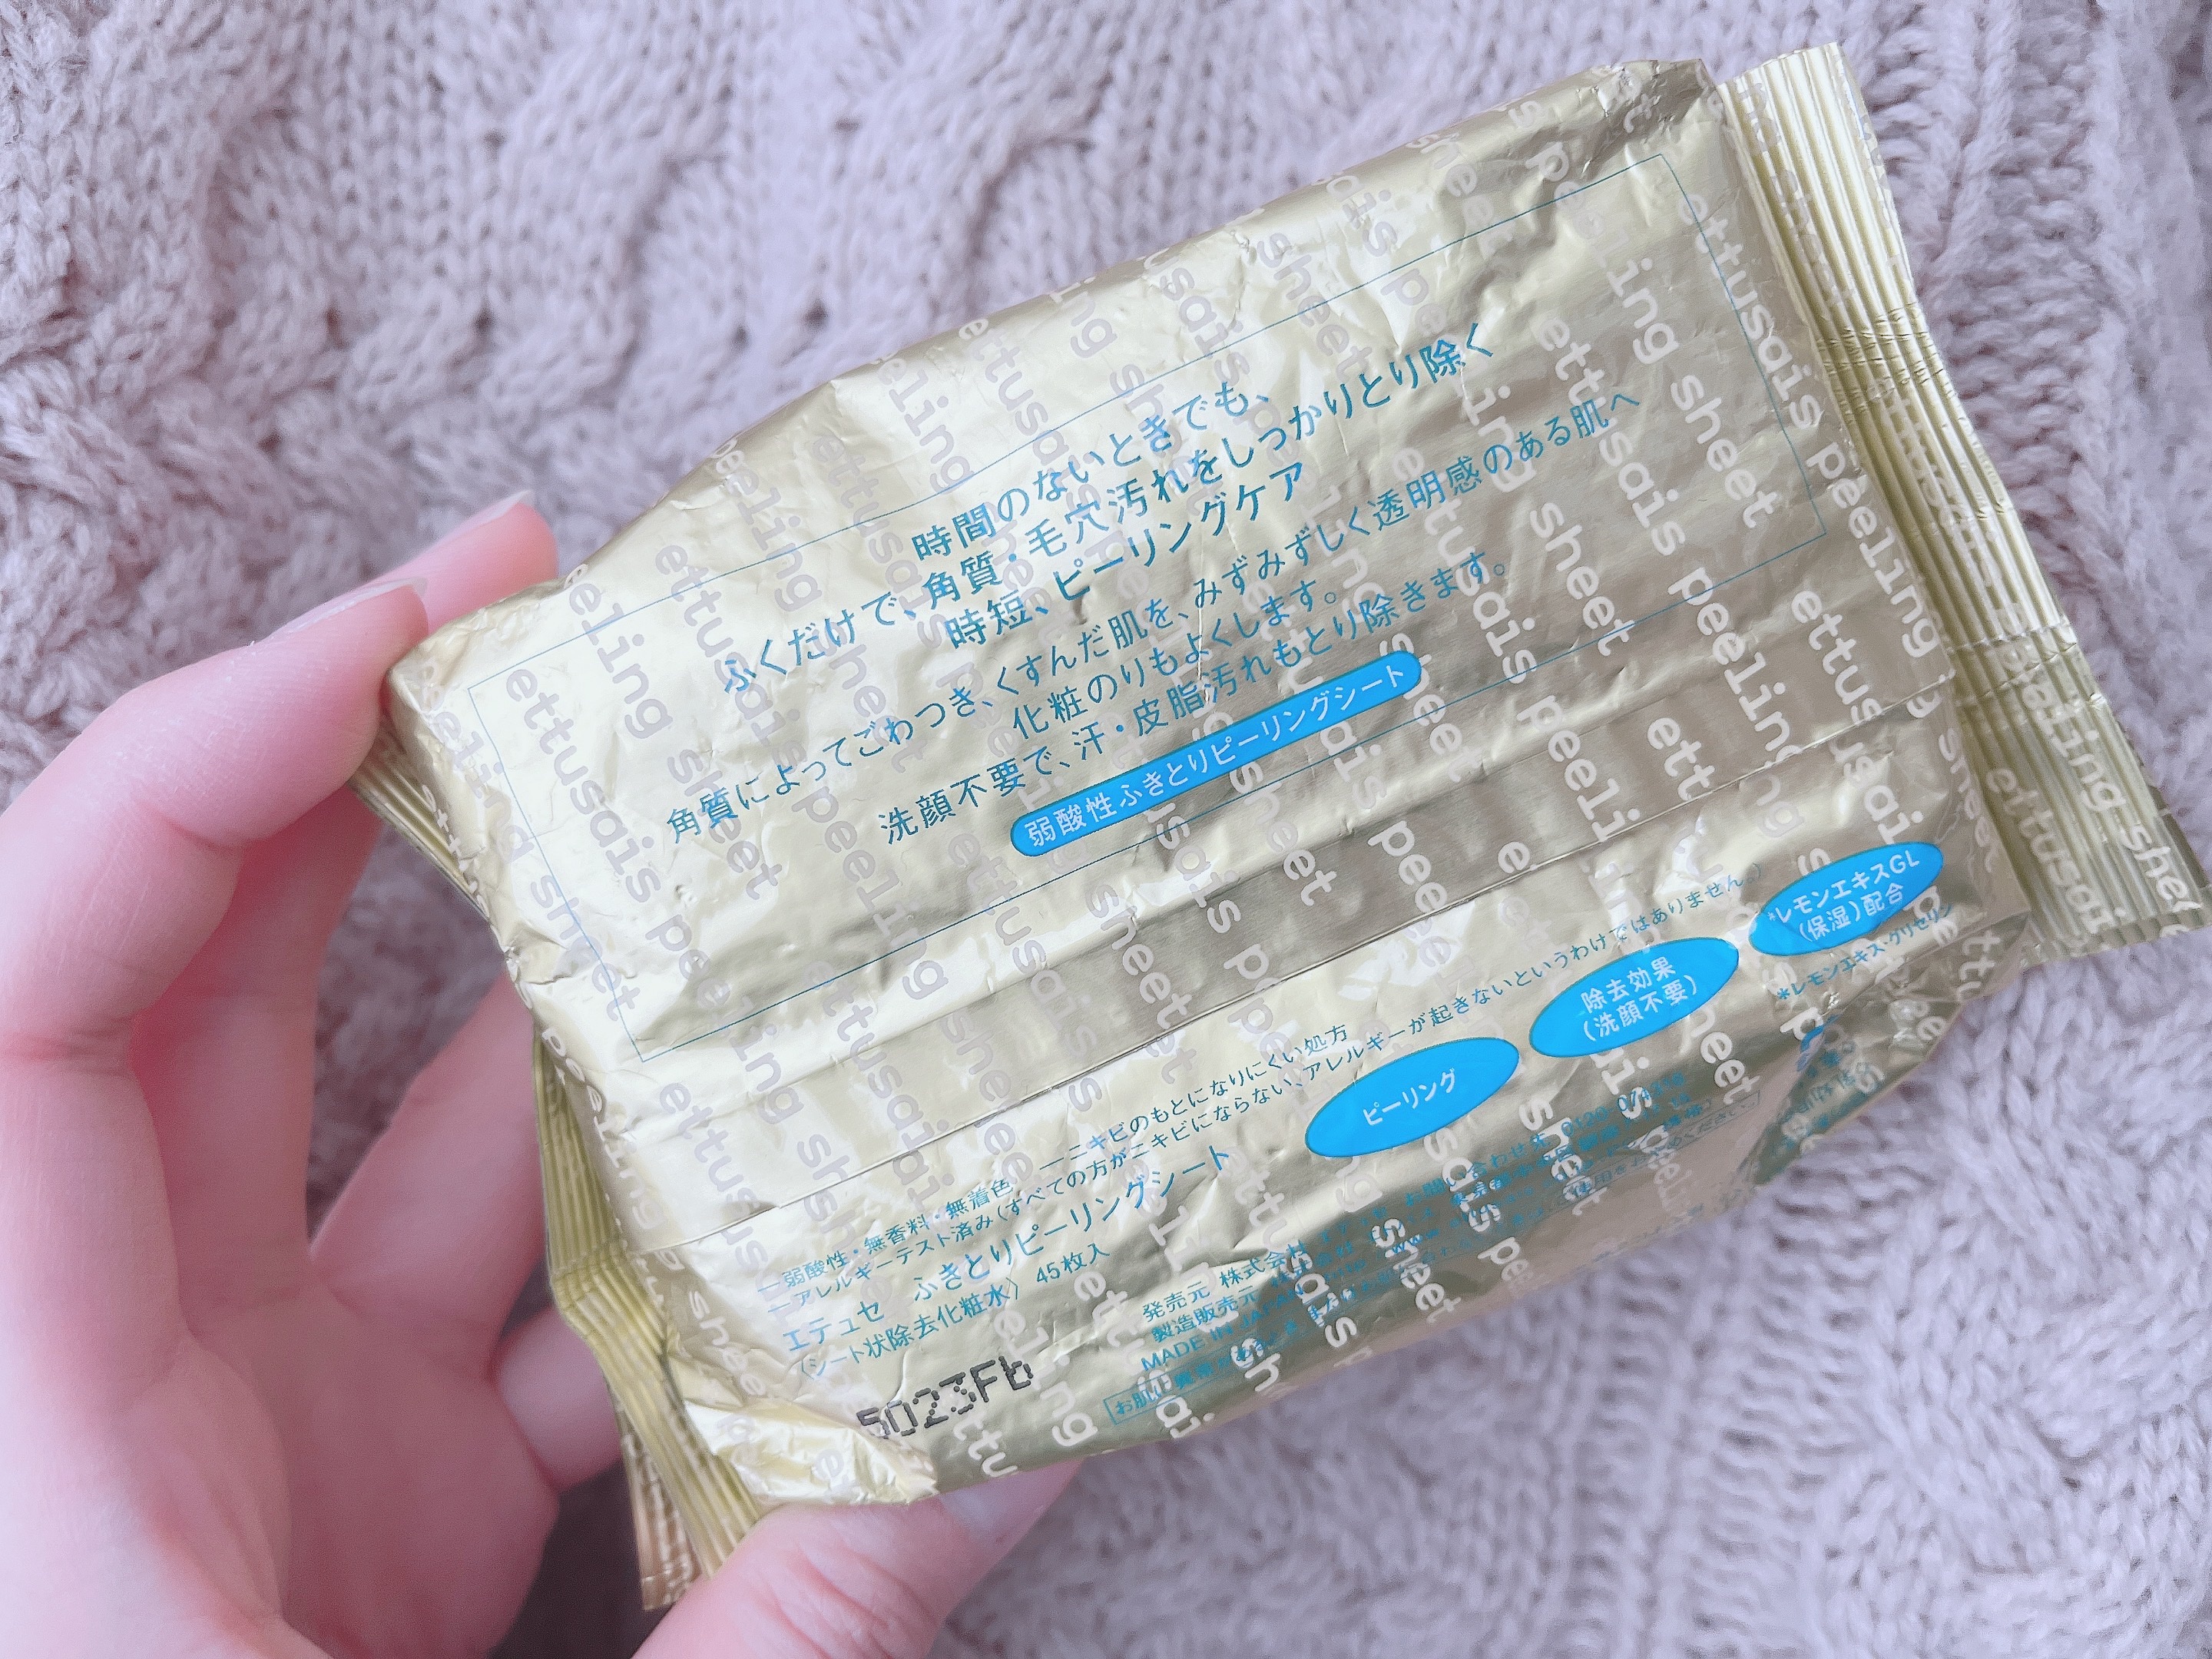 時間のないときでも、
ふくだけで、角質・毛穴汚れをしっかりとり除く
時短、ピーリングケア
角質によってごわつき、くすんだ肌を、みずみずしく透明感のある肌へ
化粧のりもよくします。
洗顔不要で、汗・皮脂汚れもとり除きます。
弱酸性 ふきとりピーリングシート
*レモンエキスGL
(保湿)配合
*レモンエキス・グリセリン
除去効果
(洗顔不要)
ピーリング
弱酸性・無香料・無着色
ニキビのもとになりにくい処方
アレルギーテスト済み(すべての方がニキビにならない、アレルギーが起きないというわけではありません。)
エテュセ ふきとりピーリングシート
〈シート状除去化粧水〉 45枚入
発売元 株式会社
製造販売元
MADE IN JAPAN
5023Fb
ettusais peeling sheet